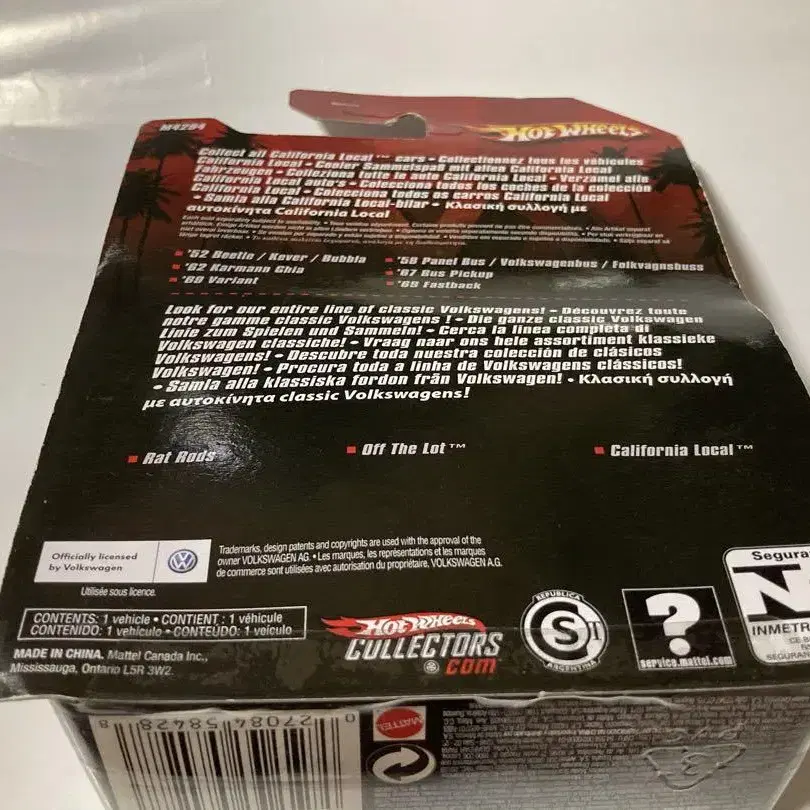 M4284
HOT WHEELS
Collect all California Local™ cars • Collectionnez tous les véhicules
California Local • Cooler Sammelspaß mit allen California Local
Fahrzeugen • Colleziona tutte le auto California Local • Verzamel alle
California Local auto's • Colecciona todos los coches de la colección
California Local • Colecciona todos os carros California Local
• Samla alla California Local-bilar • Κλασική συλλογή με
αυτοκίνητα California Local
• '52 Beetle / Kever / Bubbla
• '58 Panel Bus / Volkswagenbus / Folkvagnsbuss
• '62 Karmann Ghia
• '67 Bus Pickup
• '69 Variant
• '69 Fastback
Look for our entire line of classic Volkswagens! • Découvrez toute
notre gamme classic Volkswagens ! • Die ganze classic Volkswagen
Linie zum Spielen und Sammeln! • Cerca la linea completa di
Volkswagen classiche! • Vraag naar ons hele assortiment klassieke
Volkswagens! • Descubre toda nuestra colección de clásicos
Volkswagen! • Procura toda a linha de Volkswagens clássicos!
• Samla alla klassiska fordon från Volkswagen! • Κλασική συλλογή
με αυτοκίνητα classic Volkswagens!
▪ Rat Rods
▪ Off The Lot™
▪ California Local™
Officially licensed
by Volkswagen
Utilisée sous licence.
Trademarks, design patents and copyrights are used with the approval of the
owner VOLKSWAGEN AG. • Les marques, les représentations et les marques
de commerce sont utilisées avec autorisation du propriétaire. VOLKSWAGEN A.G.
CONTENTS: 1 vehicle • CONTIENT : 1 véhicule
CONTENIDO: 1 vehículo • CONTEÚDO: 1 veículo
MADE IN CHINA. Mattel Canada Inc.,
Mississauga, Ontario L5R 3W2.
HOT WHEELS
COLLECTORS
.COM
REPUBLICA
S
ARGENTINA
?
service.mattel.com
Segura
N
INMETR
0 27084 58428 8
MATTEL
3
PVC